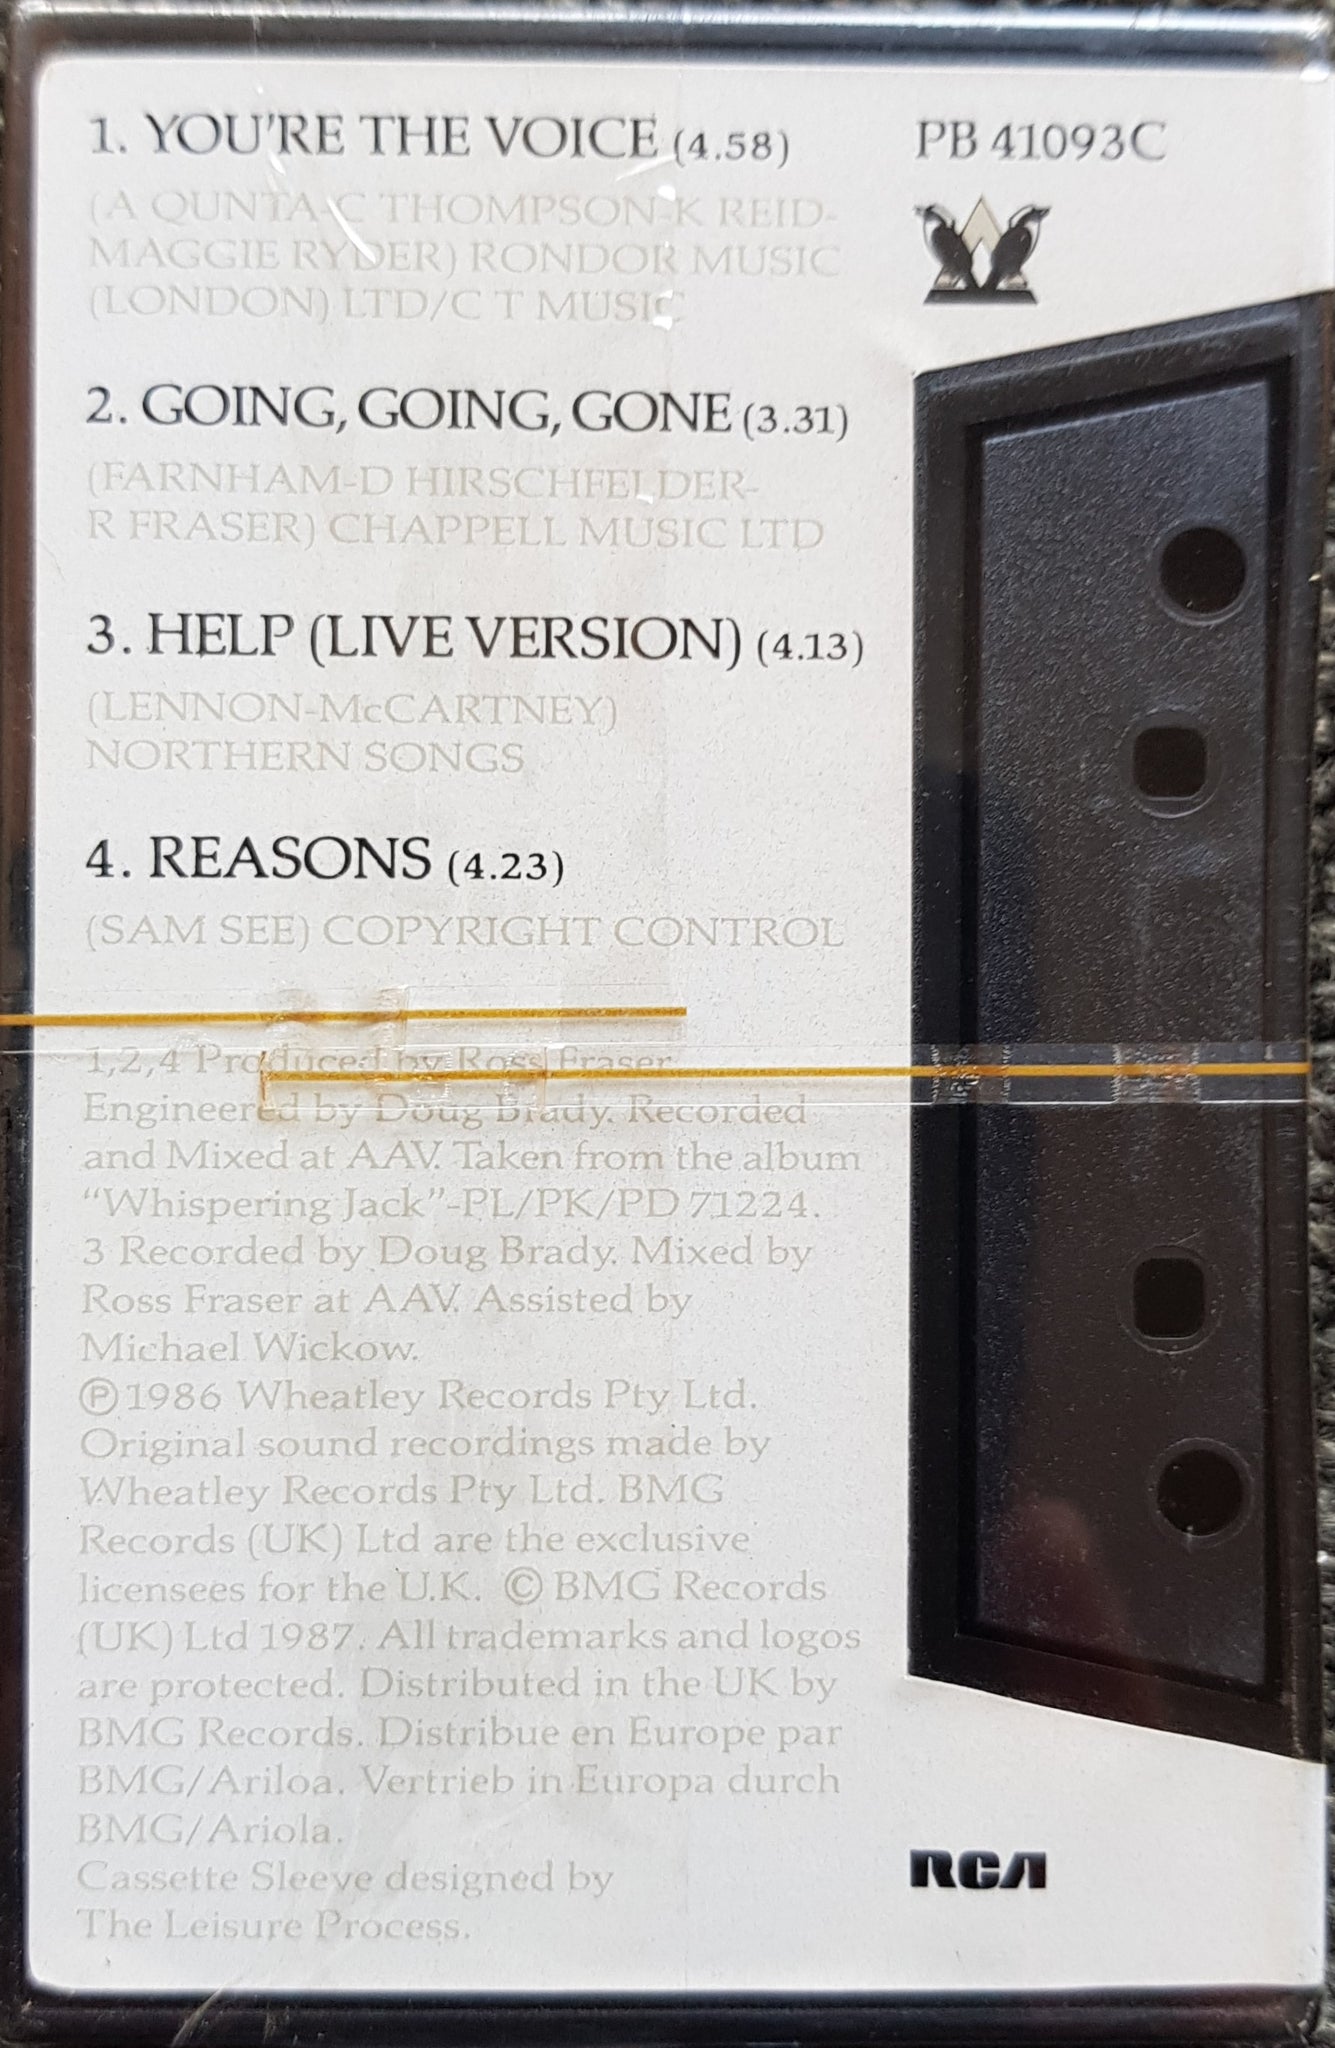 1. YOU'RE THE VOICE (4.58)
PB 41093C
(A QUNTA-C THOMPSON-K REID-
MAGGIE RYDER) RONDOR MUSIC
(LONDON) LTD/C T MUSIC
2. GOING, GOING, GONE (3.31)
(FARNHAM-D HIRSCHFELDER-
R FRASER) CHAPPELL MUSIC LTD
3. HELP (LIVE VERSION) (4.13)
(LENNON-McCARTNEY)
NORTHERN SONGS
4. REASONS (4.23)
(SAM SEE) COPYRIGHT CONTROL
1,2,4 Produced by Ross Fraser
Engineered by Doug Brady. Recorded
and Mixed at AAV. Taken from the album
“Whispering Jack”-PL/PK/PD 71224.
3 Recorded by Doug Brady. Mixed by
Ross Fraser at AAV. Assisted by
Michael Wickow.
℗ 1986 Wheatley Records Pty Ltd.
Original sound recordings made by
Wheatley Records Pty Ltd. BMG
Records (UK) Ltd are the exclusive
licensees for the U.K. © BMG Records
(UK) Ltd 1987. All trademarks and logos
are protected. Distributed in the UK by
BMG Records. Distribue en Europe par
BMG/Ariloa. Vertrieb in Europa durch
BMG/Ariola.
Cassette Sleeve designed by
The Leisure Process.
RCA